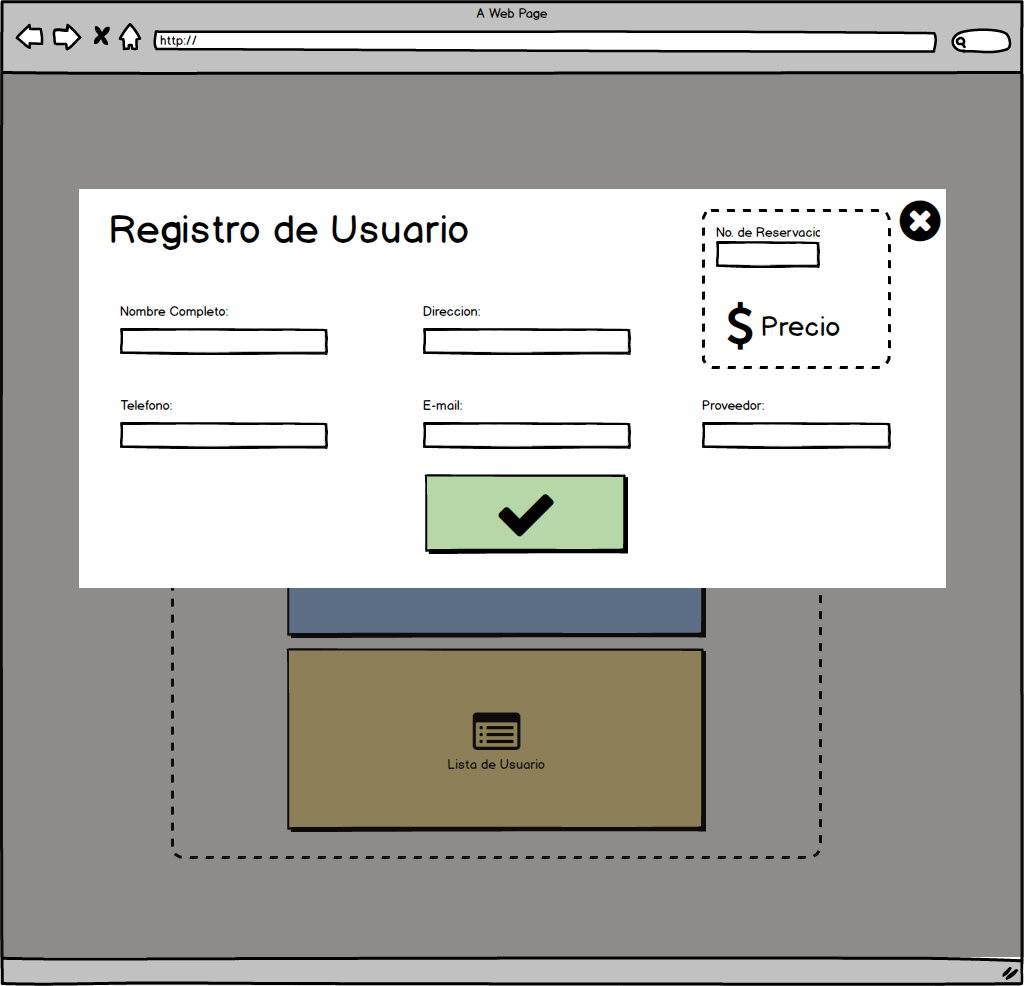 A Web Page
http://
Registro de Usuario
No. de Reservacic
$ Precio
Nombre Completo:
Direccion:
Telefono:
E-mail:
Proveedor:
Lista de Usuario